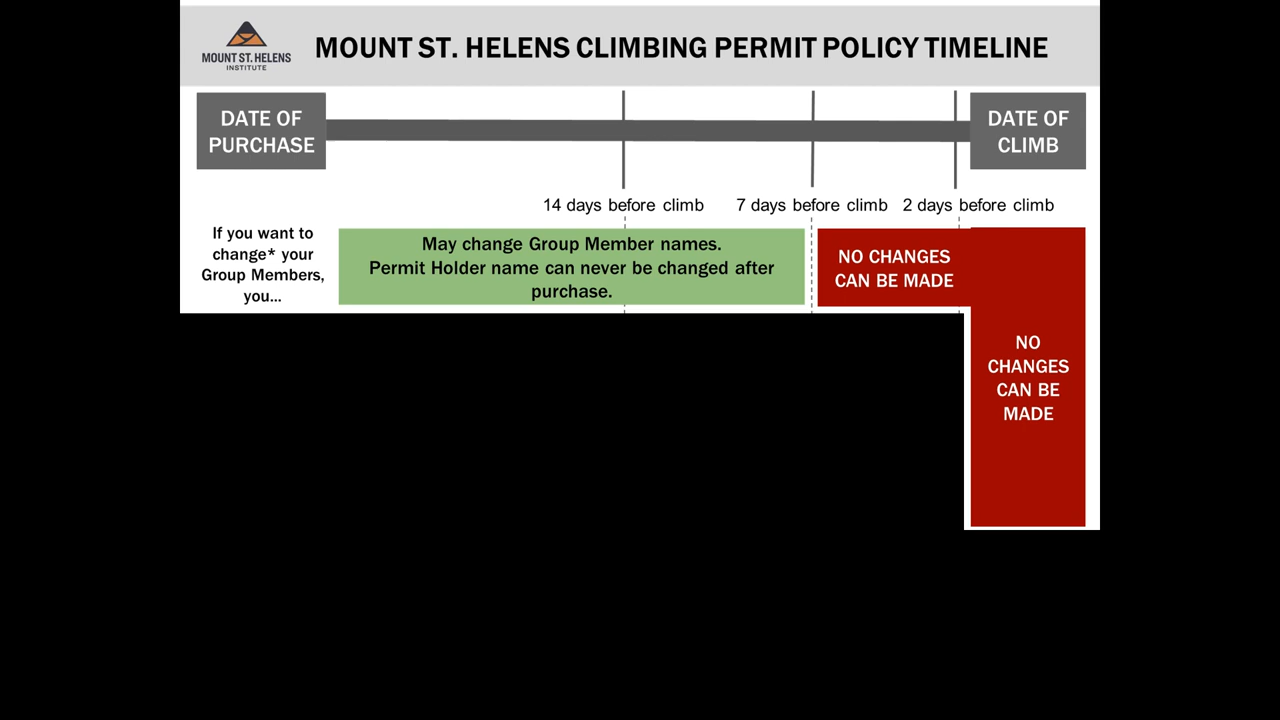 MOUNT ST. HELENS
INSTITUTE
MOUNT ST. HELENS CLIMBING PERMIT POLICY TIMELINE
DATE OF
PURCHASE
DATE OF
CLIMB
14 days before climb
7 days before climb
2 days before climb
If you want to
change* your
Group Members,
you...
May change Group Member names.
Permit Holder name can never be changed after
purchase.
NO CHANGES
CAN BE MADE
NO
CHANGES
CAN BE
MADE